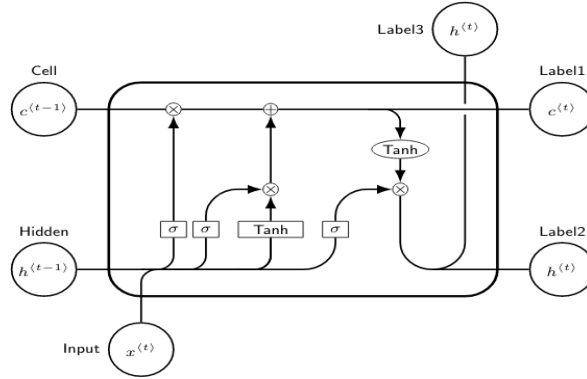 Label3
h⟨t⟩
Cell
Label1
c⟨t−1⟩
×
+
c⟨t⟩
Tanh
×
×
Hidden
σ
σ
Tanh
σ
Label2
h⟨t−1⟩
h⟨t⟩
Input
x⟨t⟩